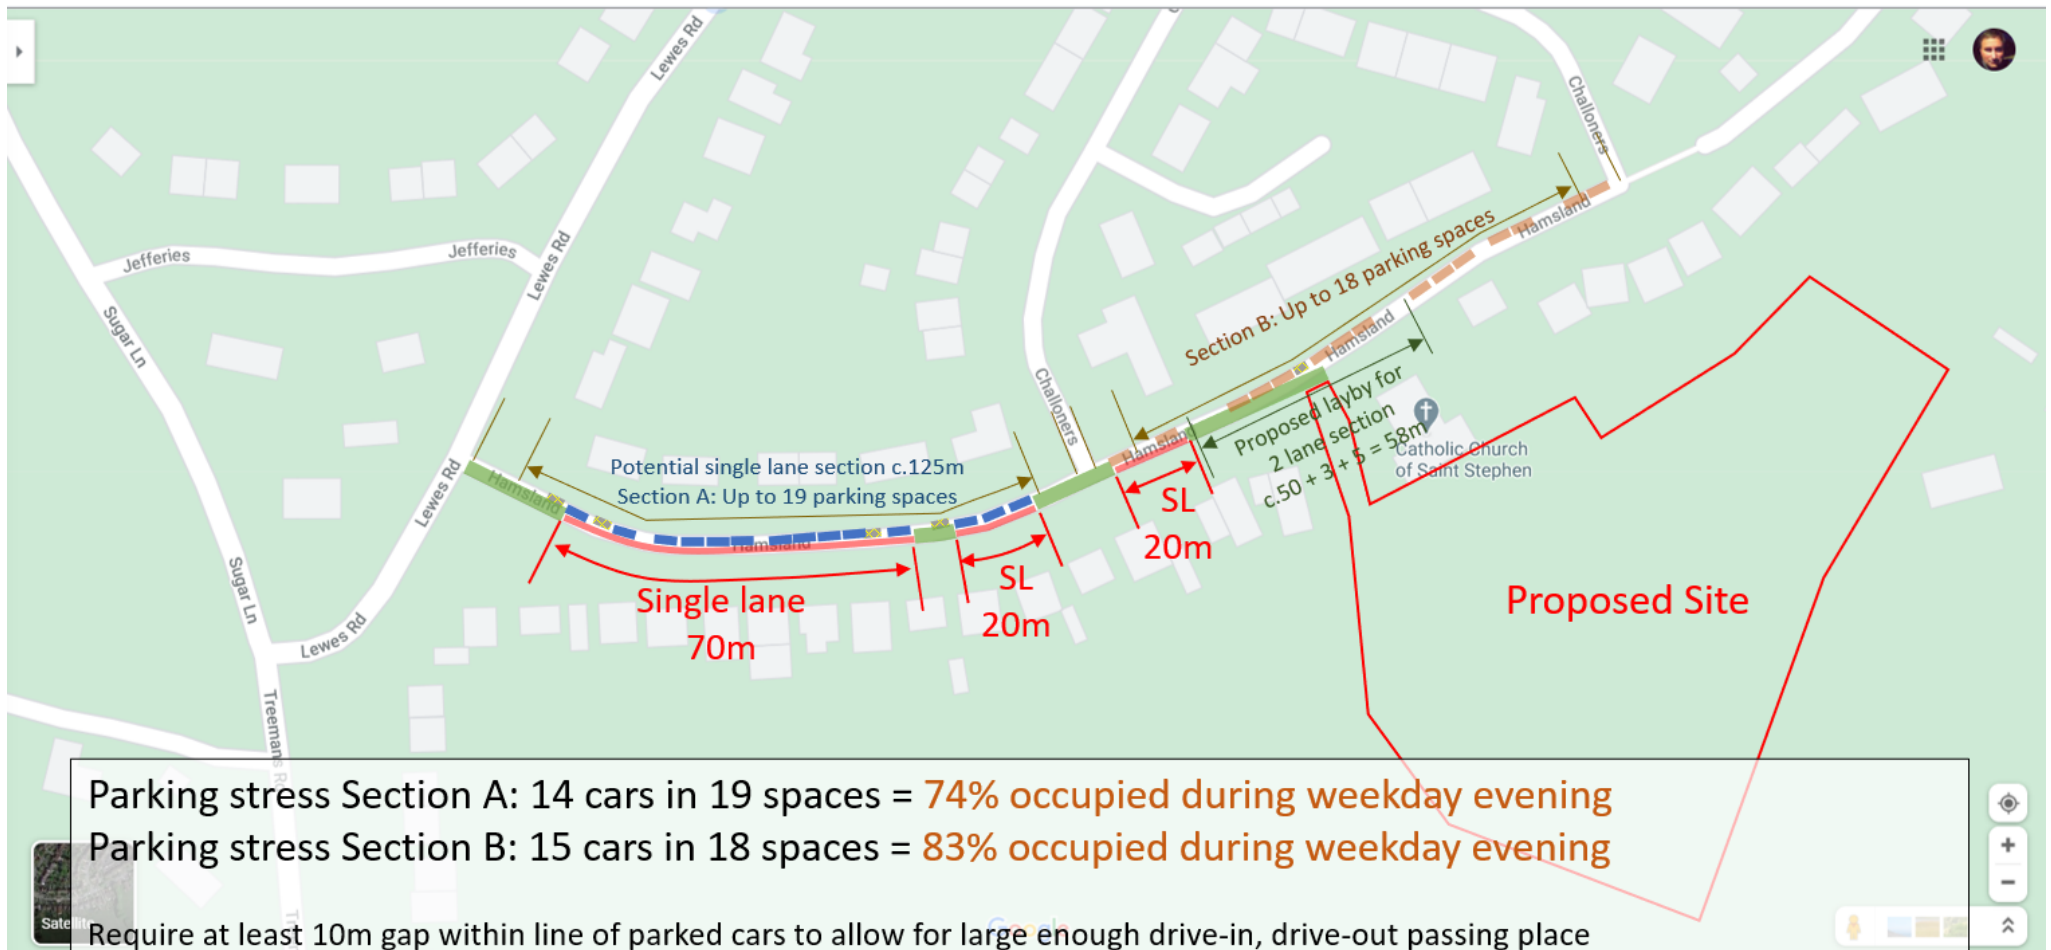 Lewes Rd
Challoners
Jefferies
Jefferies
Lewes Rd
Sugar Ln
Hamsland
Section B: Up to 18 parking spaces
Hamsland
Challoners
Hamsland
Proposed layby for
2 lane section
c.50 + 3 + 5 = 58m
Catholic Church
of Saint Stephen
Potential single lane section c.125m
Section A: Up to 19 parking spaces
Lewes Rd
Hamsland
Hamsland
SL
20m
Single lane
70m
SL
20m
Proposed Site
Sugar Ln
Lewes Rd
Treemans R
Parking stress Section A: 14 cars in 19 spaces = 74% occupied during weekday evening
Parking stress Section B: 15 cars in 18 spaces = 83% occupied during weekday evening
Satellite
Google
Require at least 10m gap within line of parked cars to allow for large enough drive-in, drive-out passing place